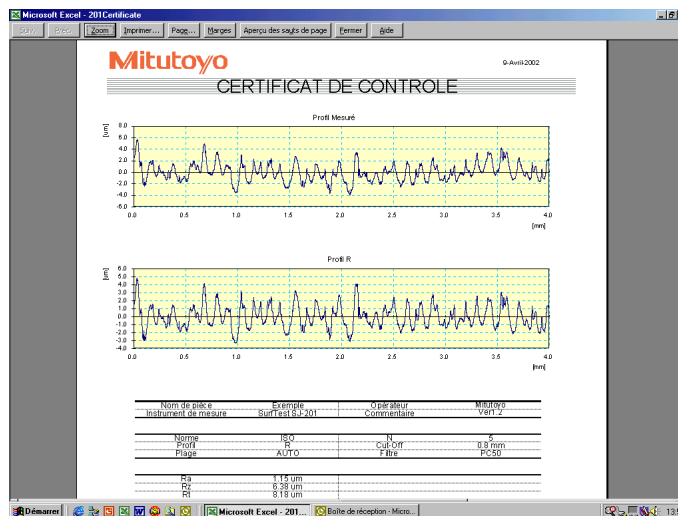 Microsoft Excel - 201Certificate
Suiv. Préc. Zoom Imprimer... Page... Marges Aperçu des sauts de page Fermer Aide
Mitutoyo
9-Avril-2002
CERTIFICAT DE CONTROLE
Profil Mesuré
[um]
8.0
6.0
4.0
2.0
0.0
-2.0
-4.0
-6.0
0.0 0.5 1.0 1.5 2.0 2.5 3.0 3.5 4.0
[mm]
Profil R
[um]
6.0
5.0
4.0
3.0
2.0
1.0
0.0
-1.0
-2.0
-3.0
-4.0
0.0 0.5 1.0 1.5 2.0 2.5 3.0 3.5 4.0
[mm]
Nom de pièce Exemple Opérateur Mitutoyo
Instrument de mesure SurfTest SJ-201 Commentaire Ver1.2
Norme ISO N 5
Profil R Cut-Off 0.8 mm
Plage AUTO Filtre PC50
Ra 1.15 um
Rz 6.38 um
Rt 8.18 um
Démarrer Microsoft Excel - 201... Boîte de réception - Micro...